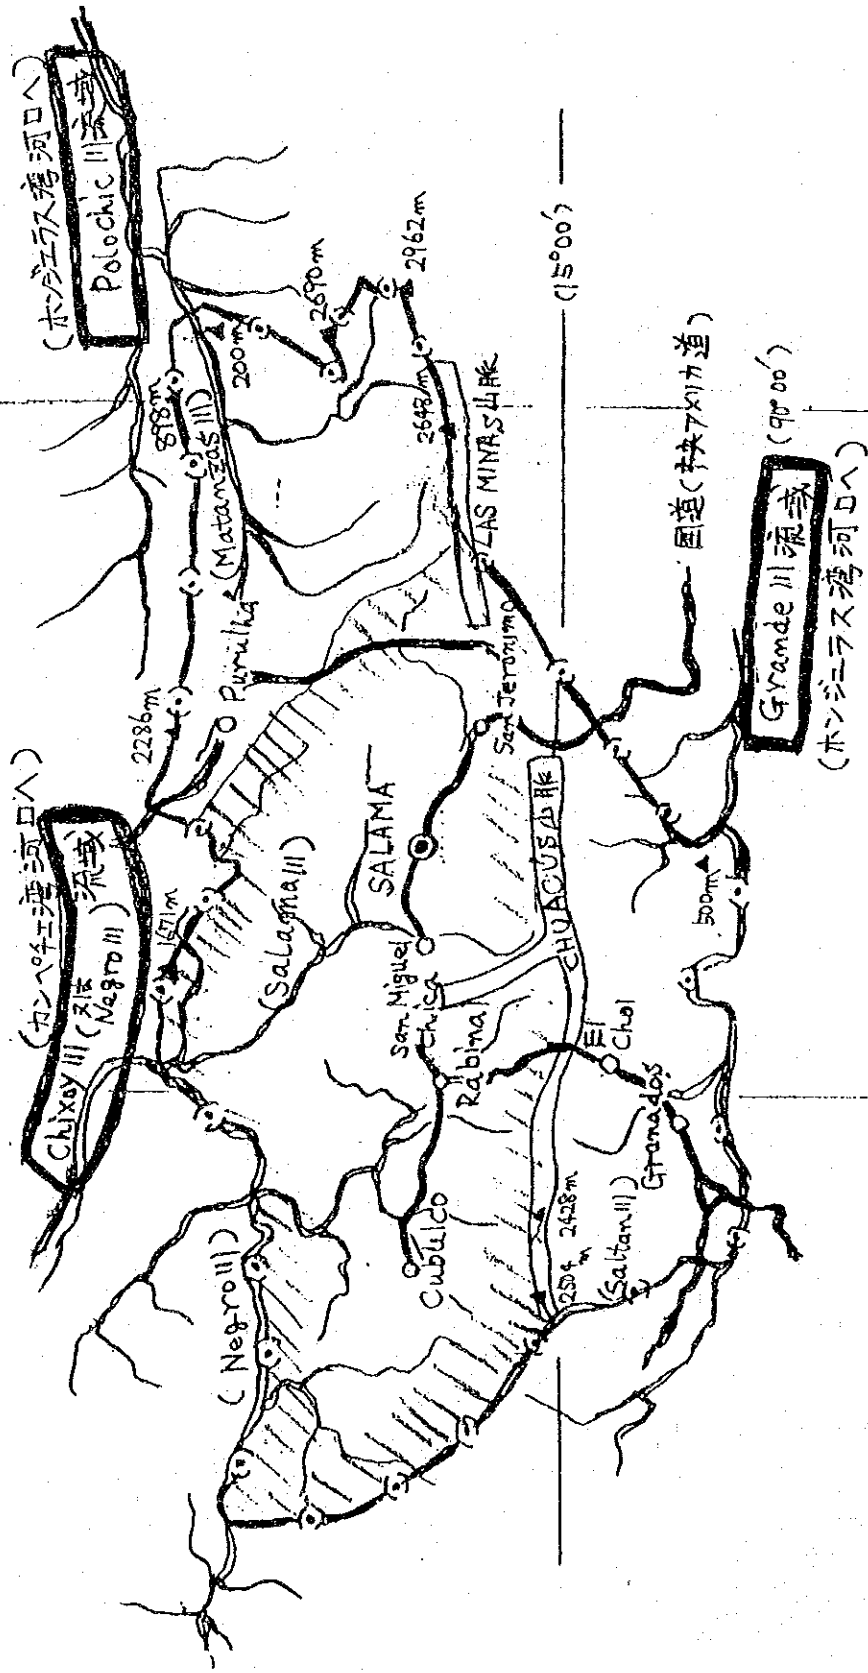 (カンペチェ湾河口へ)
Chixoy川(又は Negro川)流域
(ホンジュラス湾河口へ)
Polochic川流域
(Negro川)
1671m
2286m
898m
(Matanzas川)
200m
Purulha
2690m
2962m
2648m
LAS MINAS山脈
(Salama川)
SALAMA
San Jeronimo
San Miguel
Chisa
Rabinal
Cubulco
CHUACUS山脈
(15°00′)
2504m
2428m
El
Chol
(Saltan川)
Granados
500m
国道(中央アメリカ道)
(90°00′)
Grande川流域
(ホンジュラス湾河口へ)